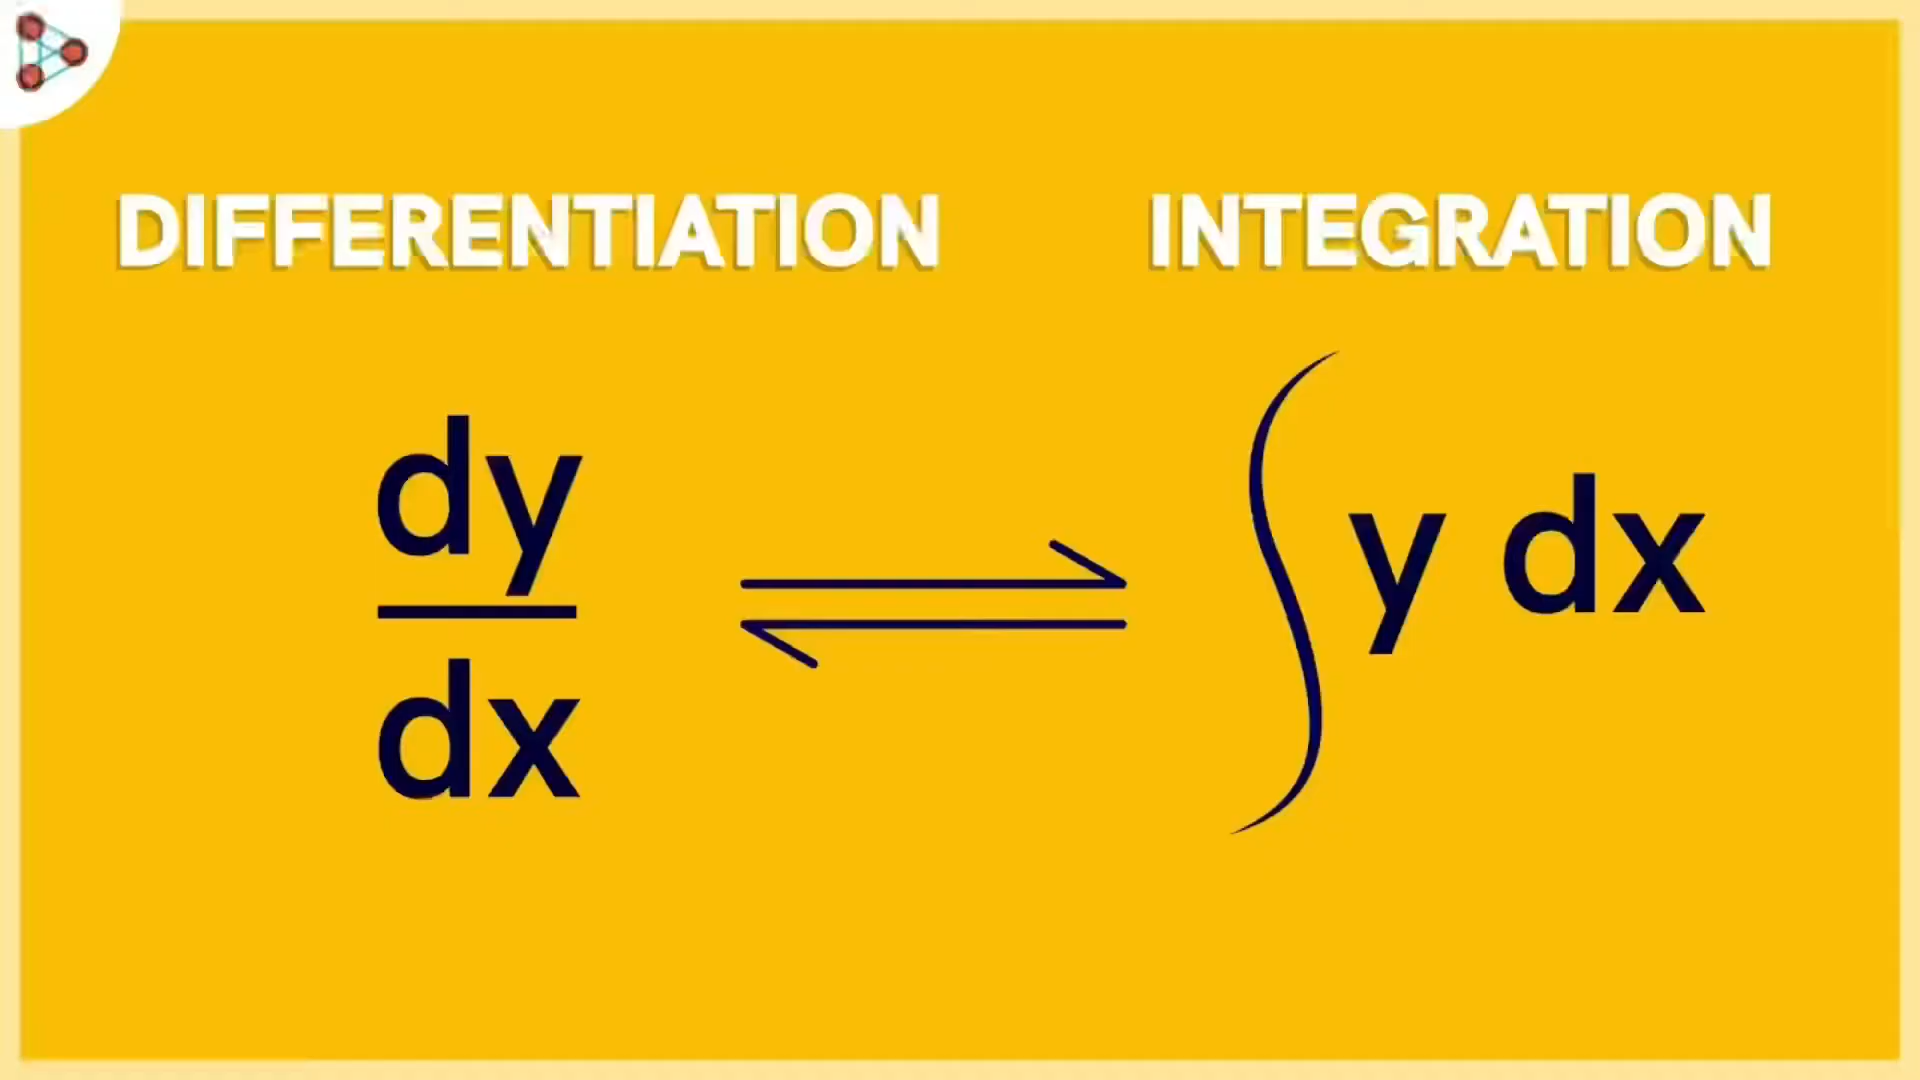 DIFFERENTIATION INTEGRATION
dy
dx
∫ y dx